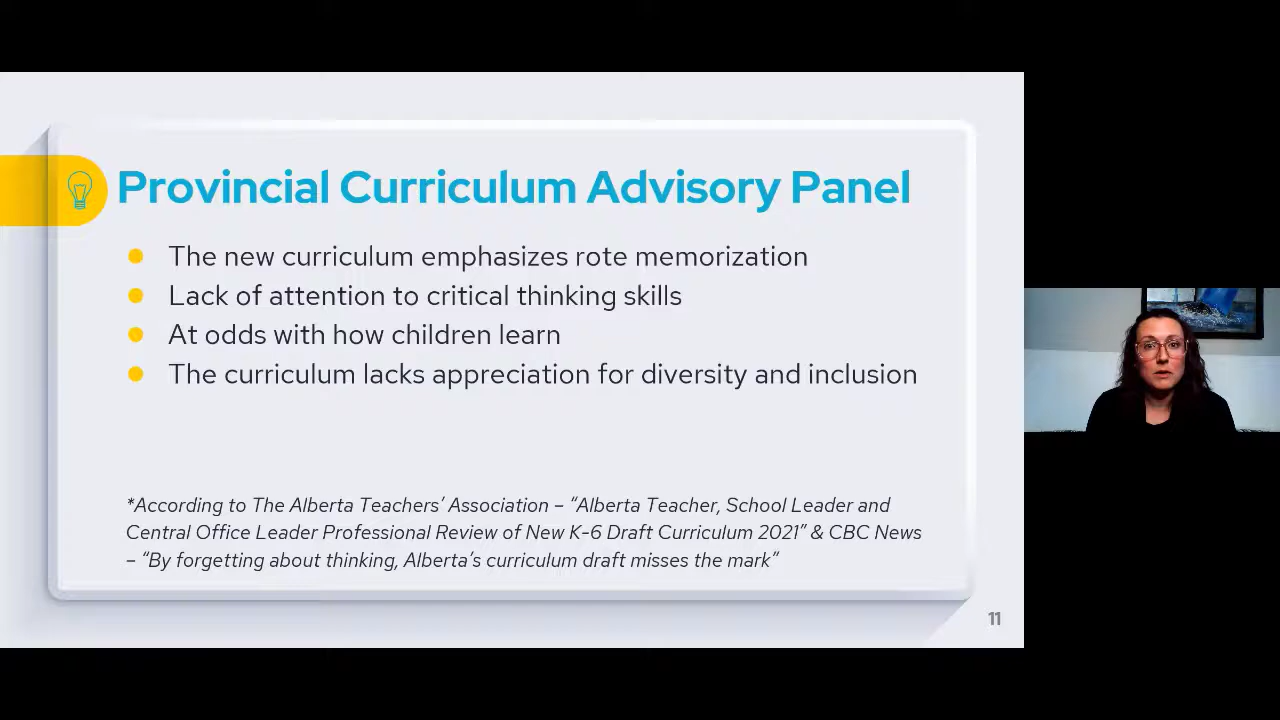 Provincial Curriculum Advisory Panel
The new curriculum emphasizes rote memorization
Lack of attention to critical thinking skills
At odds with how children learn
The curriculum lacks appreciation for diversity and inclusion
*According to The Alberta Teachers’ Association – “Alberta Teacher, School Leader and
Central Office Leader Professional Review of New K-6 Draft Curriculum 2021” & CBC News
– “By forgetting about thinking, Alberta’s curriculum draft misses the mark”
11